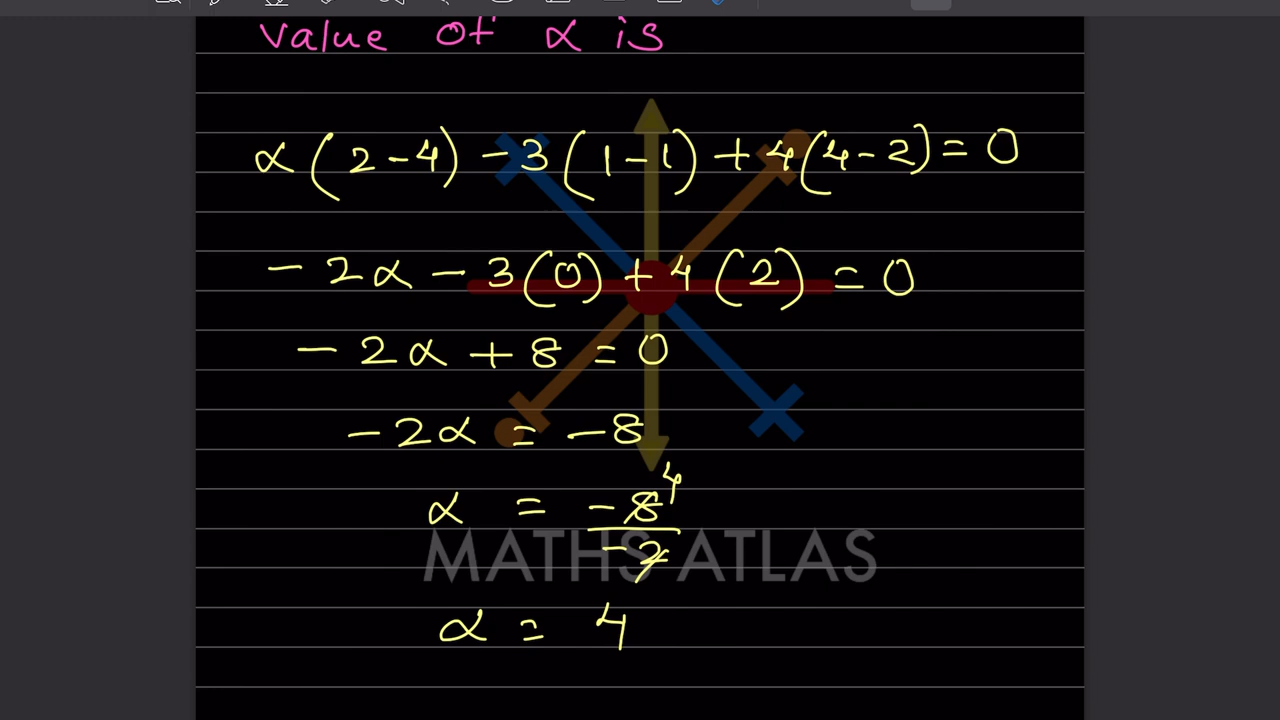 value of α is
α(2-4) -3(1-1) +4(4-2)=0
-2α-3(0)+4(2)=0
-2α+8=0
-2α=-8
α = -8/-2 4
MATHS ATLAS
α = 4